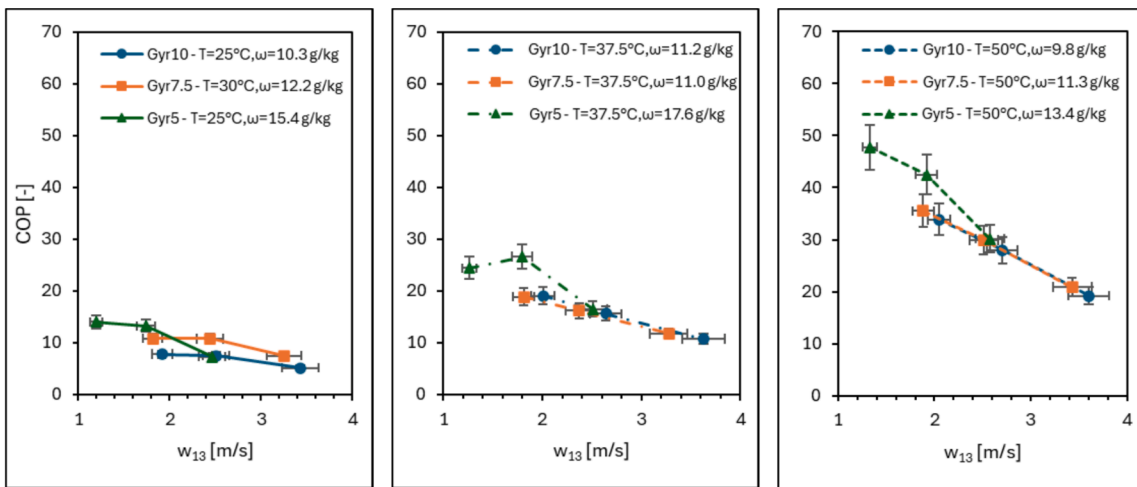 70
60
50
40
30
20
10
0
COP [-]
Gyr10 - T=25°C,ω=10.3 g/kg
Gyr7.5 - T=30°C,ω=12.2 g/kg
Gyr5 - T=25°C,ω=15.4 g/kg
1 2 3 4
w13 [m/s]
70
60
50
40
30
20
10
0
Gyr10 - T=37.5°C,ω=11.2 g/kg
Gyr7.5 - T=37.5°C,ω=11.0 g/kg
Gyr5 - T=37.5°C,ω=17.6 g/kg
1 2 3 4
w13 [m/s]
70
60
50
40
30
20
10
0
Gyr10 - T=50°C,ω=9.8 g/kg
Gyr7.5 - T=50°C,ω=11.3 g/kg
Gyr5 - T=50°C,ω=13.4 g/kg
1 2 3 4
w13 [m/s]